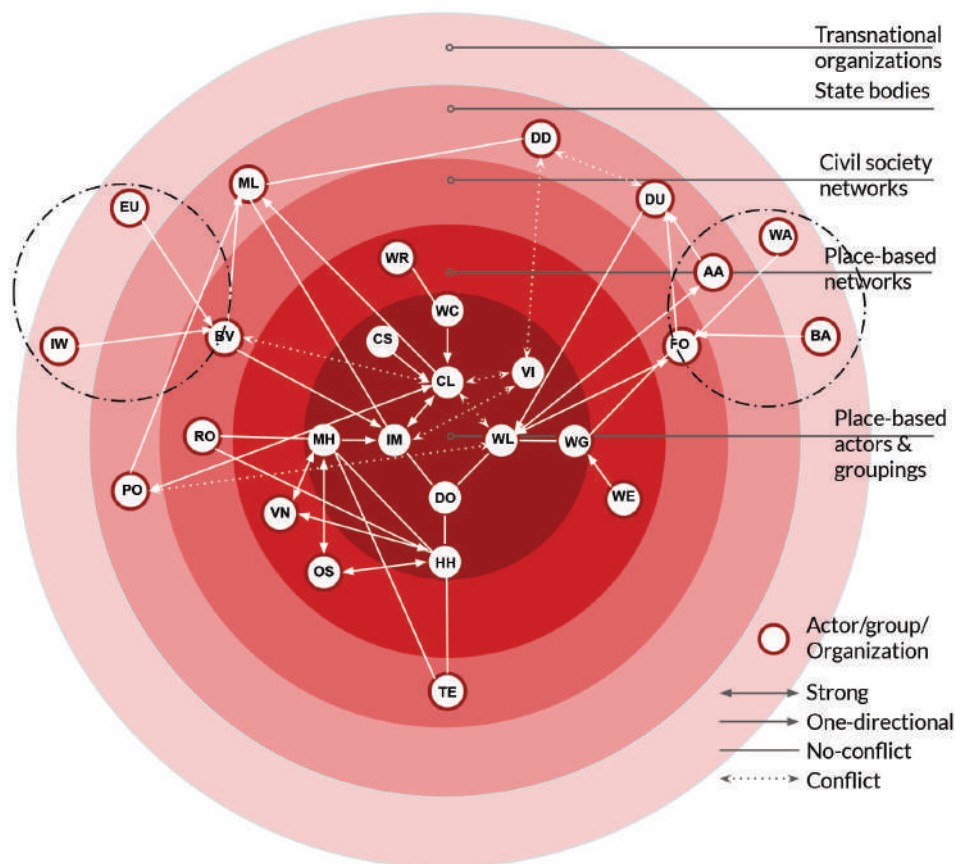 Transnational
organizations
State bodies
DD
Civil society
networks
ML
DU
EU
WA
WR
Place-based
networks
AA
WC
BV
CS
FO
BA
IW
VI
CL
Place-based
actors &
groupings
RO
MH
IM
WL
WG
PO
DO
WE
VN
HH
OS
Actor/group/
Organization
TE
Strong
One-directional
No-conflict
Conflict